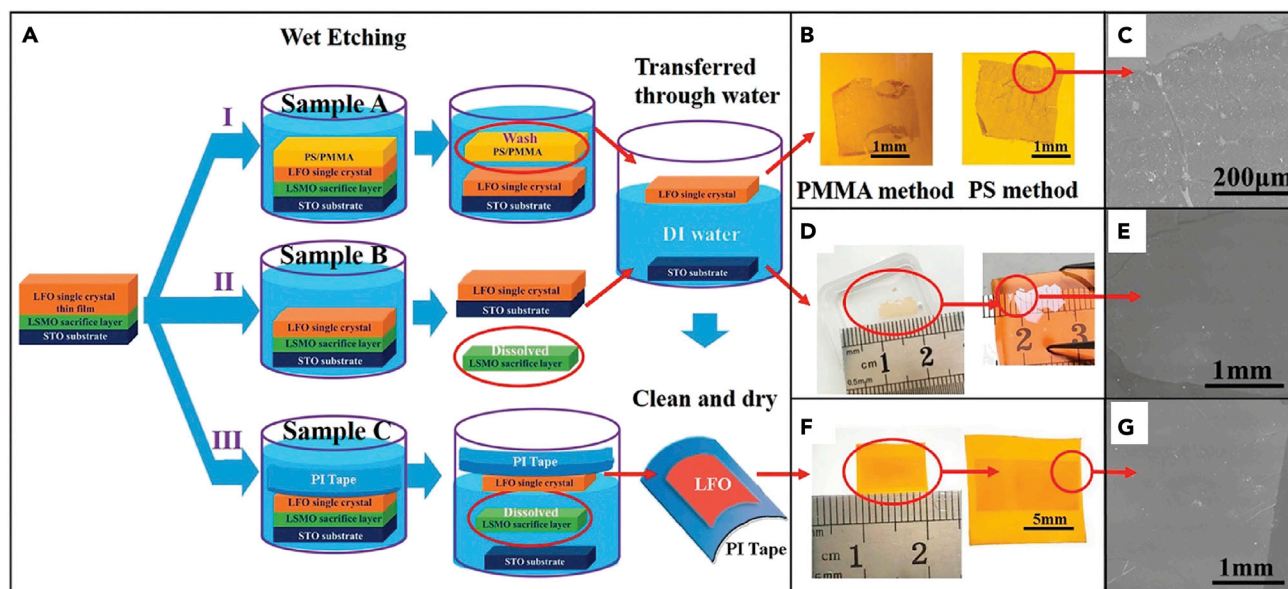 A
Wet Etching
I
Sample A
PS/PMMA
LFO single crystal
LSMO sacrifice layer
STO substrate
Wash
PS/PMMA
LFO single crystal
STO substrate
Transferred
through water
LFO single crystal
DI water
STO substrate
LFO single crystal
thin film
LSMO sacrifice layer
STO substrate
II
Sample B
LFO single crystal
LSMO sacrifice layer
STO substrate
LFO single crystal
STO substrate
Dissolved
LSMO sacrifice layer
III
Sample C
PI Tape
LFO single crystal
LSMO sacrifice layer
STO substrate
PI Tape
LFO single crystal
Dissolved
LSMO sacrifice layer
STO substrate
Clean and dry
LFO
PI Tape
B
1mm
1mm
PMMA method
PS method
C
200μm
D
mm
cm
1
2
0.5m/m
2
3
E
1mm
F
cm
1
2
mm
5mm
G
1mm